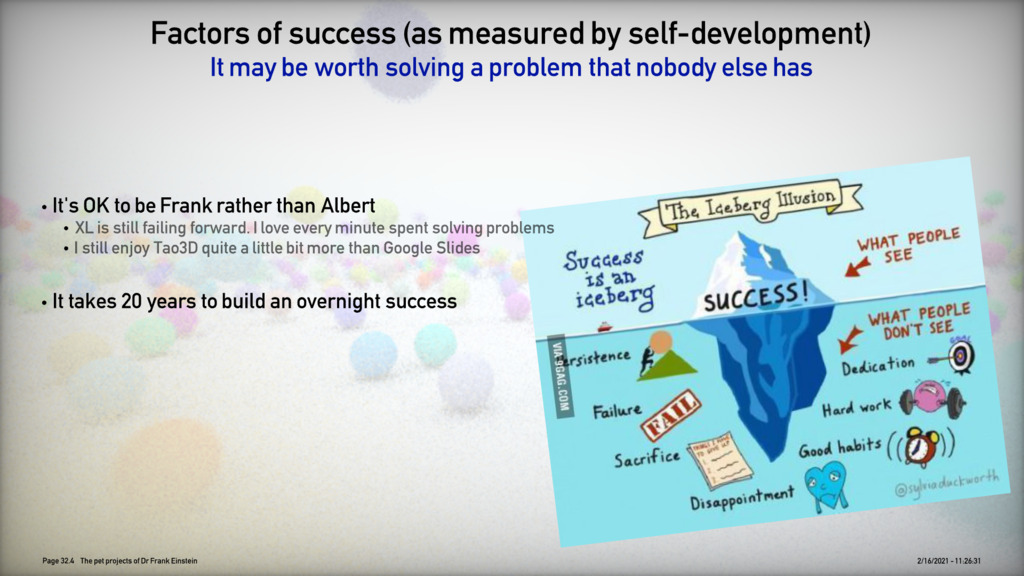 Factors of success (as measured by self-development)
It may be worth solving a problem that nobody else has
• It's OK to be Frank rather than Albert
• XL is still failing forward. I love every minute spent solving problems
• I still enjoy Tao3D quite a little bit more than Google Slides
• It takes 20 years to build an overnight success
The Iceberg Illusion
Success
is an
iceberg
WHAT PEOPLE
SEE
SUCCESS!
WHAT PEOPLE
DON'T SEE
VIA 9GAG.COM
Persistence
Dedication
GOAL
Failure
FAIL
Hard work
Sacrifice
Good habits
Disappointment
@sylviaduckworth
Page 32.4 The pet projects of Dr Frank Einstein
2/16/2021 - 11:26:31